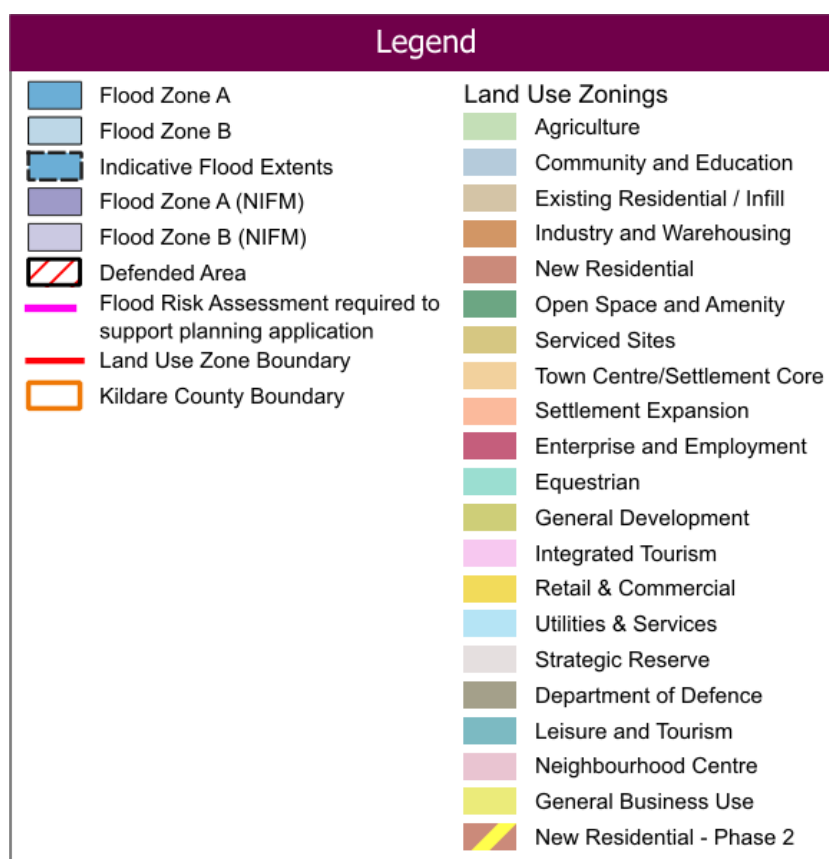 Legend
Flood Zone A
Flood Zone B
Indicative Flood Extents
Flood Zone A (NIFM)
Flood Zone B (NIFM)
Defended Area
Flood Risk Assessment required to
support planning application
Land Use Zone Boundary
Kildare County Boundary
Land Use Zonings
Agriculture
Community and Education
Existing Residential / Infill
Industry and Warehousing
New Residential
Open Space and Amenity
Serviced Sites
Town Centre/Settlement Core
Settlement Expansion
Enterprise and Employment
Equestrian
General Development
Integrated Tourism
Retail & Commercial
Utilities & Services
Strategic Reserve
Department of Defence
Leisure and Tourism
Neighbourhood Centre
General Business Use
New Residential - Phase 2